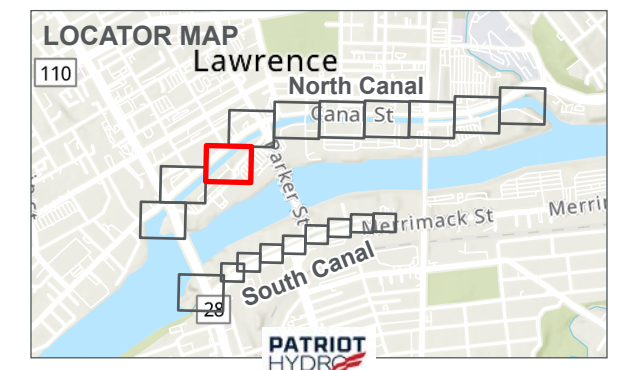 LOCATOR MAP
Lawrence
110
North Canal
Canal St
Parker St
Merrimack St
Merri
South Canal
28
PATRIOT
HYDRO